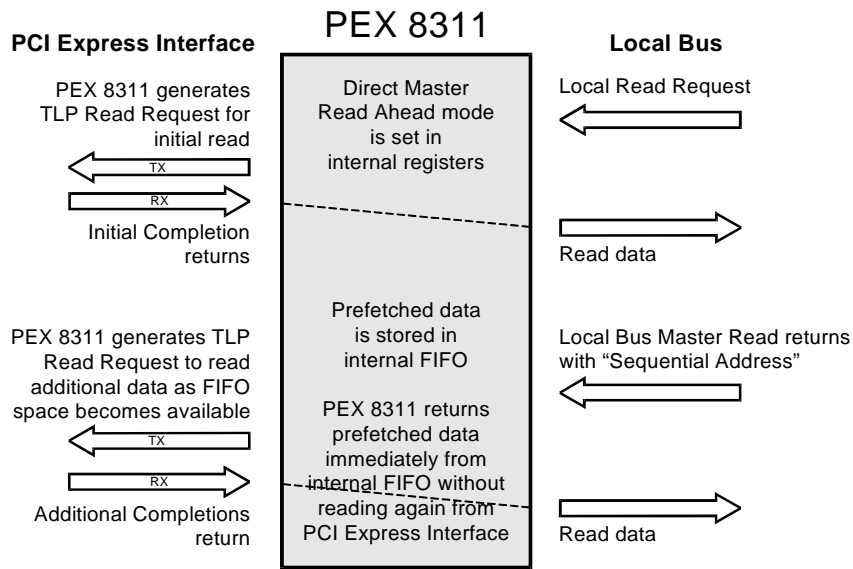 PEX 8311
PCI Express Interface
Local Bus
PEX 8311 generates
TLP Read Request for
initial read
TX
RX
Initial Completion
returns
Direct Master
Read Ahead mode
is set in
internal registers
Local Read Request
Read data
PEX 8311 generates TLP
Read Request to read
additional data as FIFO
space becomes available
TX
RX
Additional Completions
return
Prefetched data
is stored in
internal FIFO
PEX 8311 returns
prefetched data
immediately from
internal FIFO without
reading again from
PCI Express Interface
Local Bus Master Read returns
with “Sequential Address”
Read data